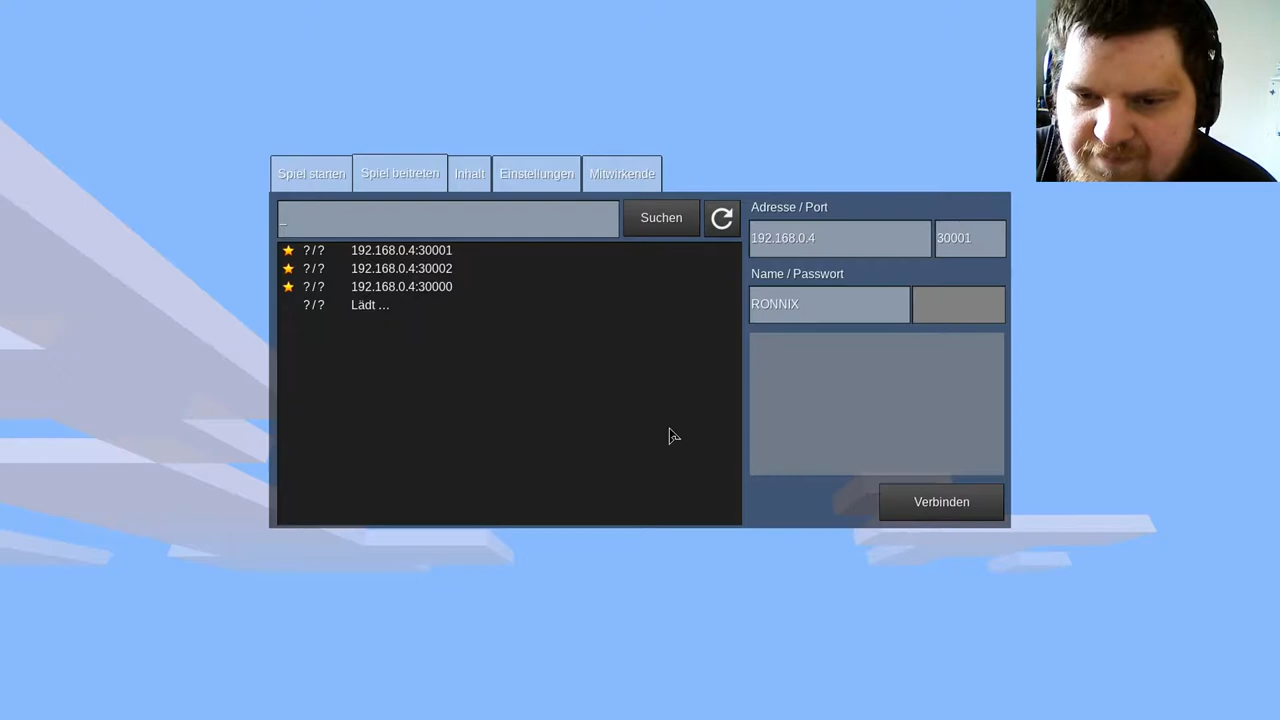 Spiel starten
Spiel beitreten
Inhalt
Einstellungen
Mitwirkende
_
Suchen
? / ? 192.168.0.4:30001
? / ? 192.168.0.4:30002
? / ? 192.168.0.4:30000
? / ? Lädt ...
Adresse / Port
192.168.0.4
30001
Name / Passwort
RONNIX
Verbinden